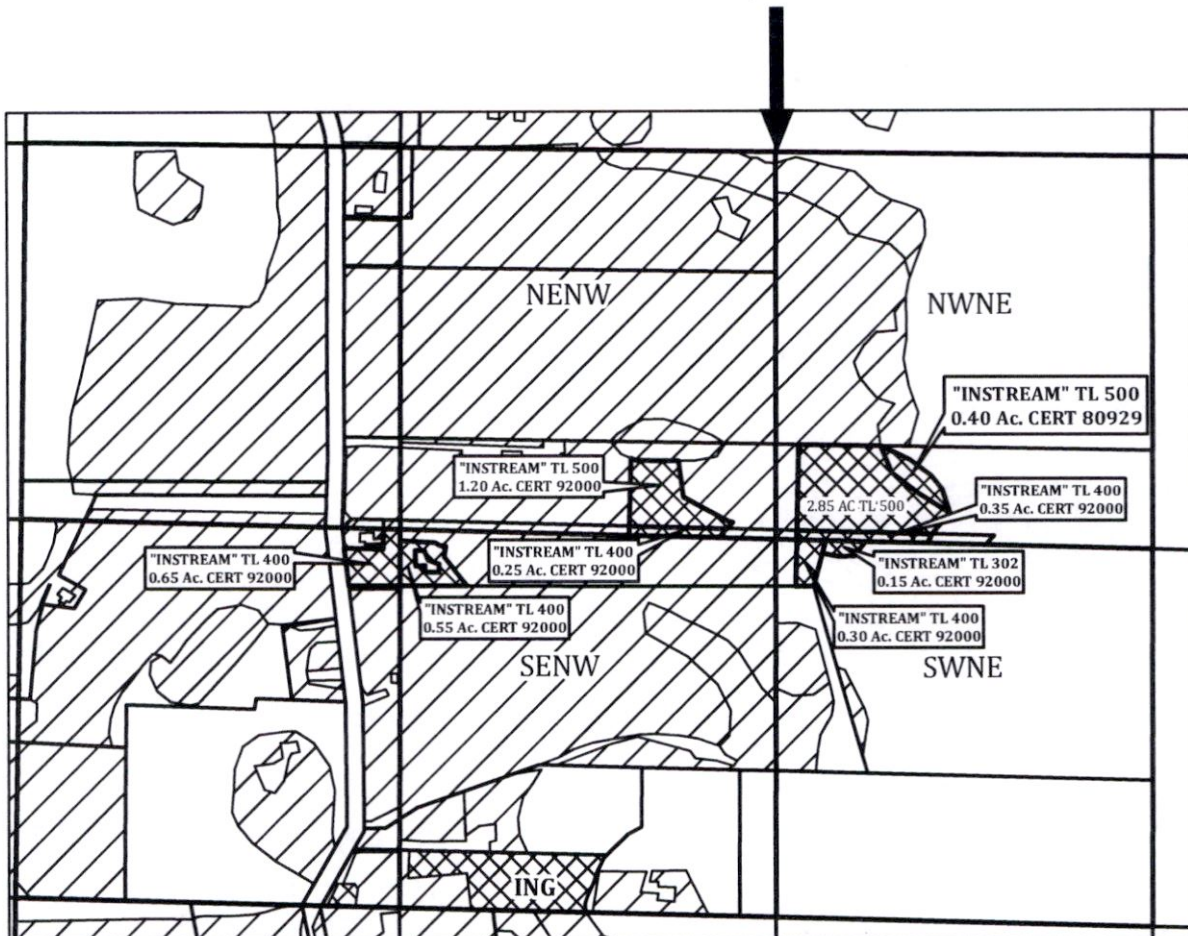 NENW
NWNE
"INSTREAM" TL 500
0.40 Ac. CERT 80929
"INSTREAM" TL 500
1.20 Ac. CERT 92000
2.85 AC TL 500
"INSTREAM" TL 400
0.35 Ac. CERT 92000
"INSTREAM" TL 400
0.65 Ac. CERT 92000
"INSTREAM" TL 400
0.25 Ac. CERT 92000
"INSTREAM" TL 302
0.15 Ac. CERT 92000
"INSTREAM" TL 400
0.55 Ac. CERT 92000
"INSTREAM" TL 400
0.30 Ac. CERT 92000
SENW
SWNE
ING